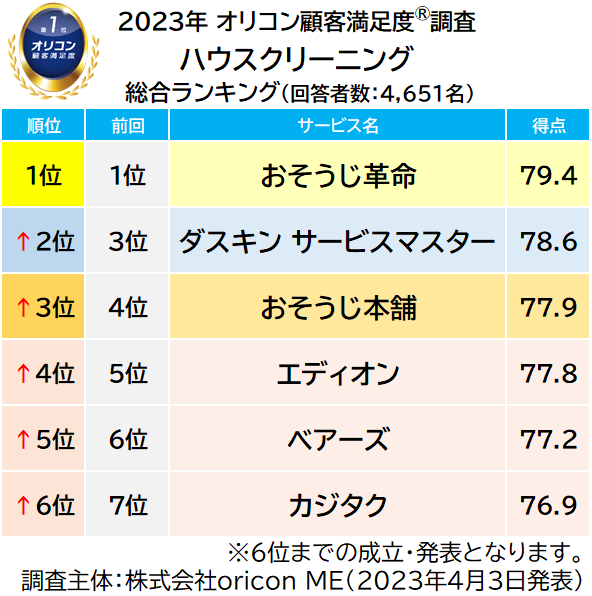 第1位
オリコン
顧客満足度
2023年 オリコン顧客満足度®調査
ハウスクリーニング
総合ランキング(回答者数:4,651名)
順位 前回 サービス名 得点
1位 1位 おそうじ革命 79.4
↑2位 3位 ダスキン サービスマスター 78.6
↑3位 4位 おそうじ本舗 77.9
↑4位 5位 エディオン 77.8
↑5位 6位 ベアーズ 77.2
↑6位 7位 カジタク 76.9
※6位までの成立・発表となります。
調査主体:株式会社oricon ME(2023年4月3日発表)